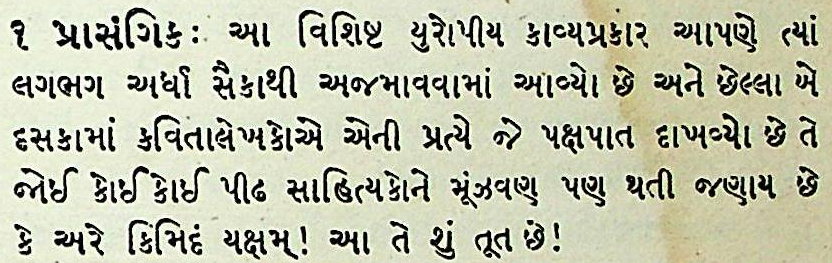 ૧ પ્રાસંગિક: આ વિશિષ્ટ યુરોપીય કાવ્યપ્રકાર આપણે ત્યાં
લગભગ અર્ધા સૈકાથી અજમાવવામાં આવ્યો છે અને છેલ્લા બે
દસકામાં કવિતાલેખકોએ એની પ્રત્યે જે પક્ષપાત દાખવ્યો છે તે
જોઈ કોઈ કોઈ પીઢ સાહિત્યકોને મૂંઝવણ પણ થતી જણાય છે
કે અરે કિમિદં યક્ષમ્! આ તે શું તૂત છે!